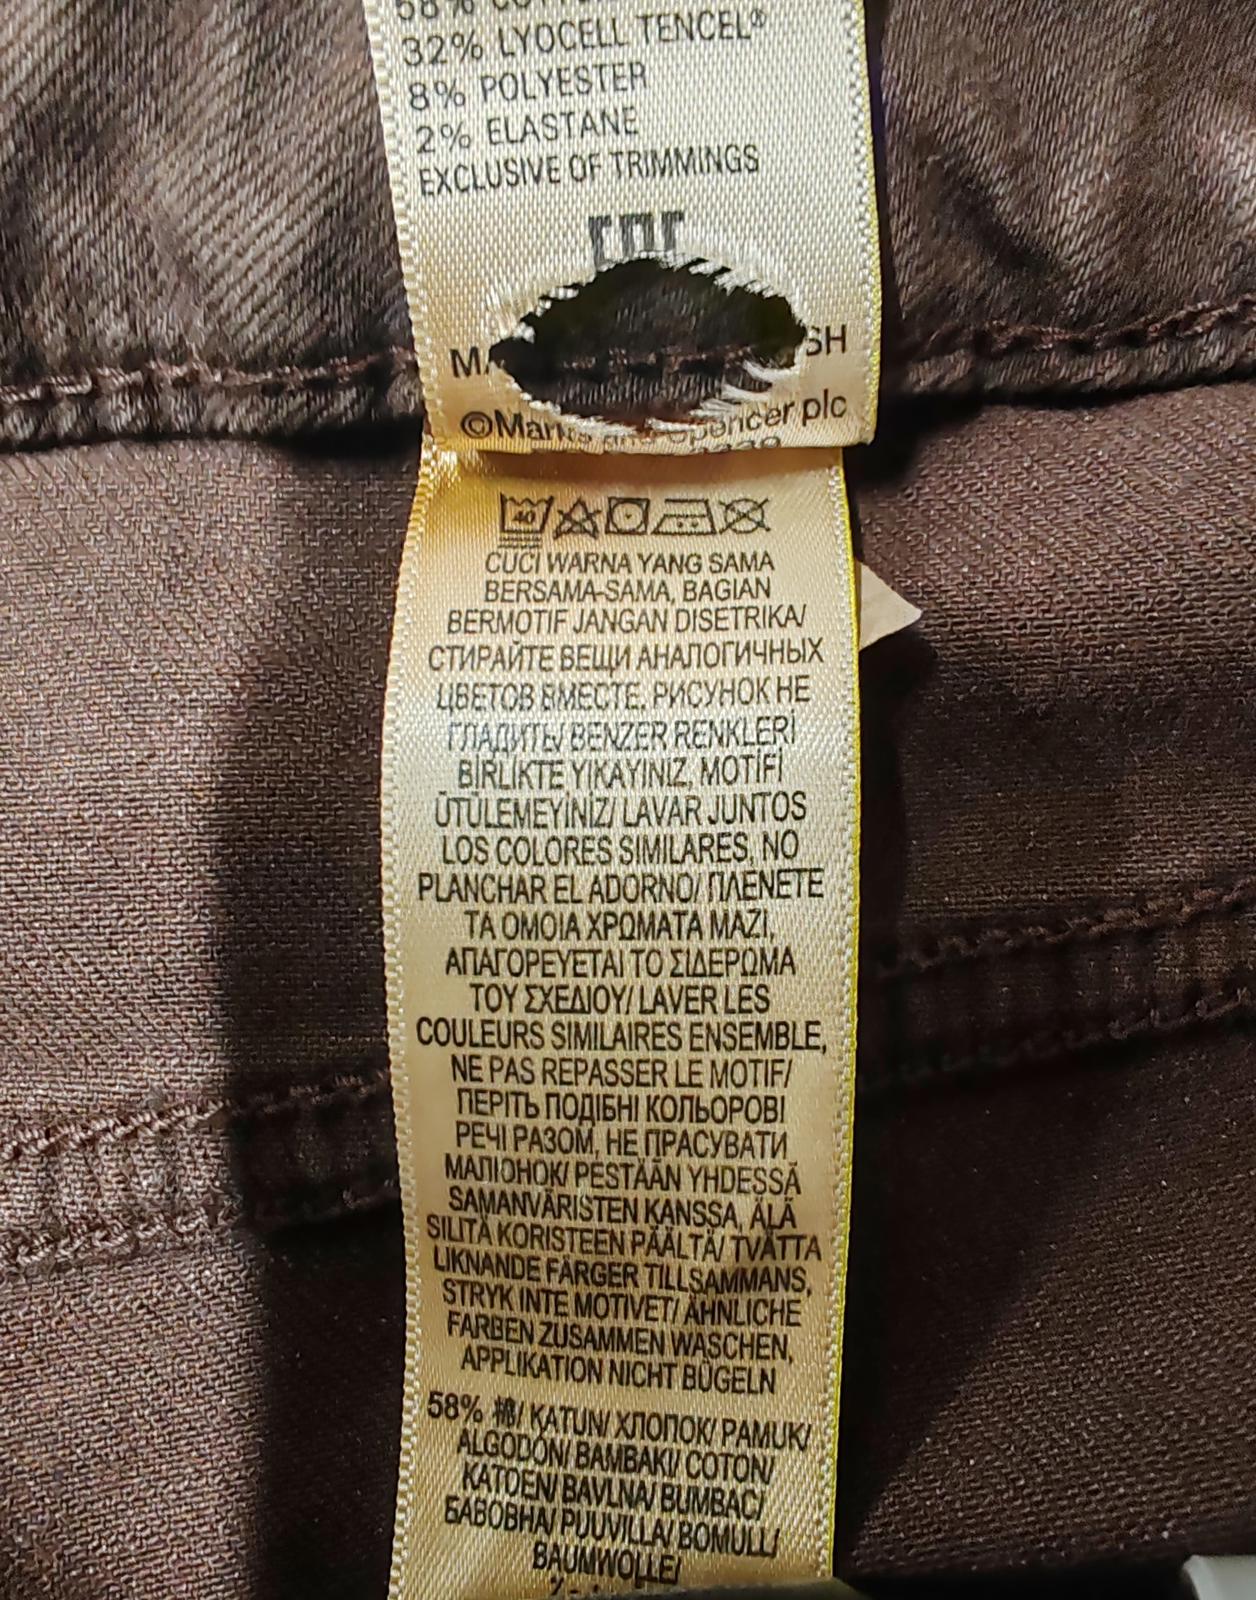 58%
32% LYOCELL TENCEL®
8% POLYESTER
2% ELASTANE
EXCLUSIVE OF TRIMMINGS
©Marks and Spencer plc
40
CUCI WARNA YANG SAMA
BERSAMA-SAMA, BAGIAN
BERMOTIF JANGAN DISETRIKA/
СТИРАЙТЕ ВЕЩИ АНАЛОГИЧНЫХ
ЦВЕТОВ ВМЕСТЕ, РИСУНОК НЕ
ГЛАДИТЬ/ BENZER RENKLERİ
BİRLİKTE YIKAYINIZ, MOTİFİ
ÜTÜLEMEYİNİZ/ LAVAR JUNTOS
LOS COLORES SIMILARES, NO
PLANCHAR EL ADORNO/ ΠΛΕΝΕΤΕ
ΤΑ ΟΜΟΙΑ ΧΡΩΜΑΤΑ ΜΑΖΙ,
ΑΠΑΓΟΡΕΥΕΤΑΙ ΤΟ ΣΙΔΕΡΩΜΑ
ΤΟΥ ΣΧΕΔΙΟΥ/ LAVER LES
COULEURS SIMILAIRES ENSEMBLE,
NE PAS REPASSER LE MOTIF/
ПЕРІТЬ ПОДІБНІ КОЛЬОРОВІ
РЕЧІ РАЗОМ, НЕ ПРАСУВАТИ
МАЛЮНОК/ PESTÄÄN YHDESSÄ
SAMANVÄRISTEN KANSSA, ÄLÄ
SILITÄ KORISTEEN PÄÄLTÄ/ TVÄTTA
LIKNANDE FÄRGER TILLSAMMANS,
STRYK INTE MOTIVET/ ÄHNLICHE
FARBEN ZUSAMMEN WASCHEN,
APPLIKATION NICHT BÜGELN
58% 棉/ KATUN/ ХЛОПОК/ PAMUK/
ALGODÓN/ ΒΑΜΒΑΚΙ/ COTON/
KATOEN/ BAVLNA/ BUMBAC/
БАВОВНА/ PUUVILLA/ BOMULL/
BAUMWOLLE/